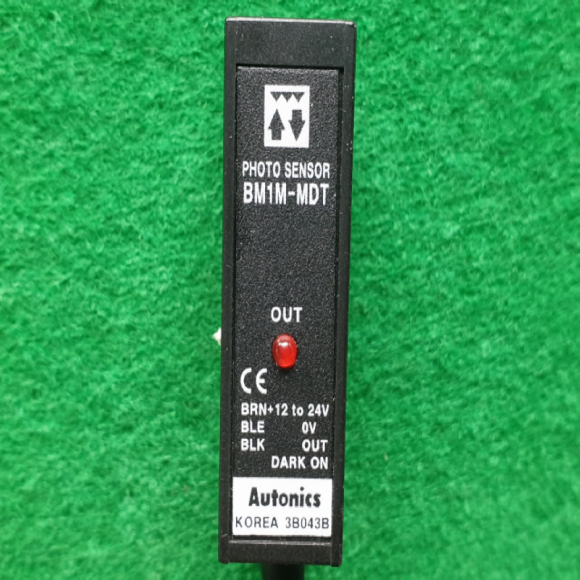 PHOTO SENSOR
BM1M-MDT
OUT
CE
BRN+12 to 24V
BLE 0V
BLK OUT
DARK ON
Autonics
KOREA 3B043B